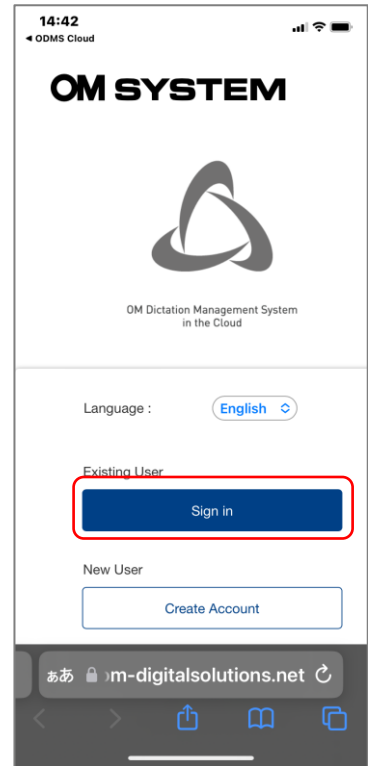 14:42
◀ ODMS Cloud
OM SYSTEM
OM Dictation Management System
in the Cloud
Language :
English
Existing User
Sign in
New User
Create Account
ぁあ
m-digitalsolutions.net